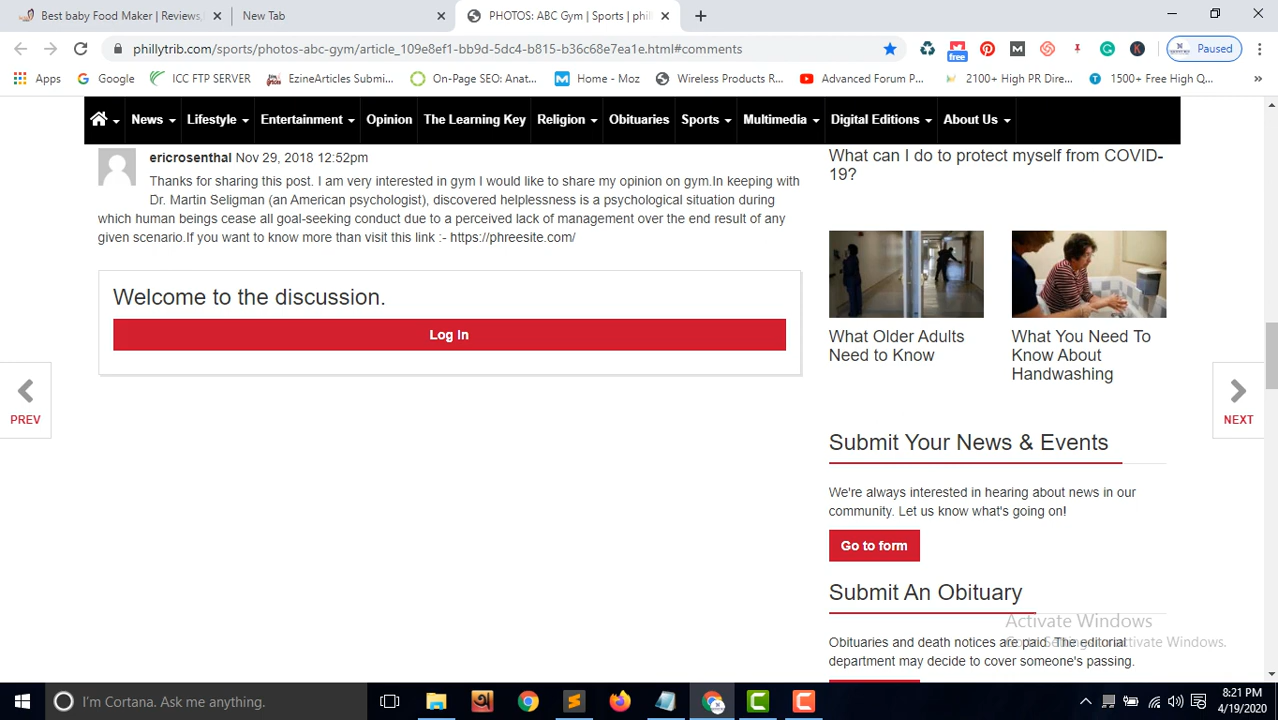 Best baby Food Maker | Reviews,
New Tab
PHOTOS: ABC Gym | Sports | phill
phillytrib.com/sports/photos-abc-gym/article_109e8ef1-bb9d-5dc4-b815-b36c68e7ea1e.html#comments
free
Paused
Apps
Google
ICC FTP SERVER
EzineArticles Submi...
On-Page SEO: Anat...
Home - Moz
Wireless Products R...
Advanced Forum P...
2100+ High PR Dire...
1500+ Free High Q...
News
Lifestyle
Entertainment
Opinion
The Learning Key
Religion
Obituaries
Sports
Multimedia
Digital Editions
About Us
ericrosenthal Nov 29, 2018 12:52pm
Thanks for sharing this post. I am very interested in gym I would like to share my opinion on gym.In keeping with
Dr. Martin Seligman (an American psychologist), discovered helplessness is a psychological situation during
which human beings cease all goal-seeking conduct due to a perceived lack of management over the end result of any
given scenario.If you want to know more than visit this link :- https://phreesite.com/
Welcome to the discussion.
Log In
PREV
What can I do to protect myself from COVID-
19?
What Older Adults
Need to Know
What You Need To
Know About
Handwashing
NEXT
Submit Your News & Events
We're always interested in hearing about news in our
community. Let us know what's going on!
Go to form
Submit An Obituary
Activate Windows
Go to Settings to activate Windows.
Obituaries and death notices are paid. The editorial
department may decide to cover someone's passing.
I'm Cortana. Ask me anything.
8:21 PM
4/19/2020